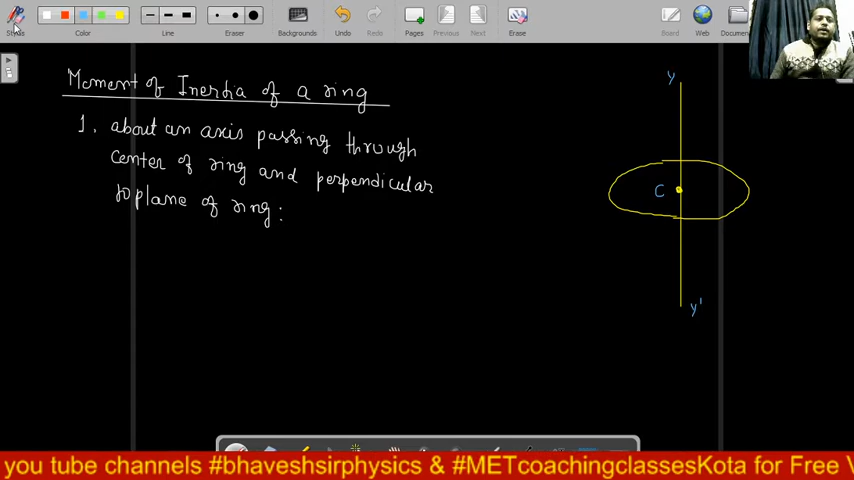 Color
Line
Eraser
Backgrounds
Undo
Redo
Pages
Previous
Next
Erase
Board
Web
Moment of Inertia of a ring
1. about an axis passing through
center of ring and perpendicular
to plane of ring:
y
C
y'
you tube channels #bhaveshsirphysics & #METcoachingclassesKota for Free